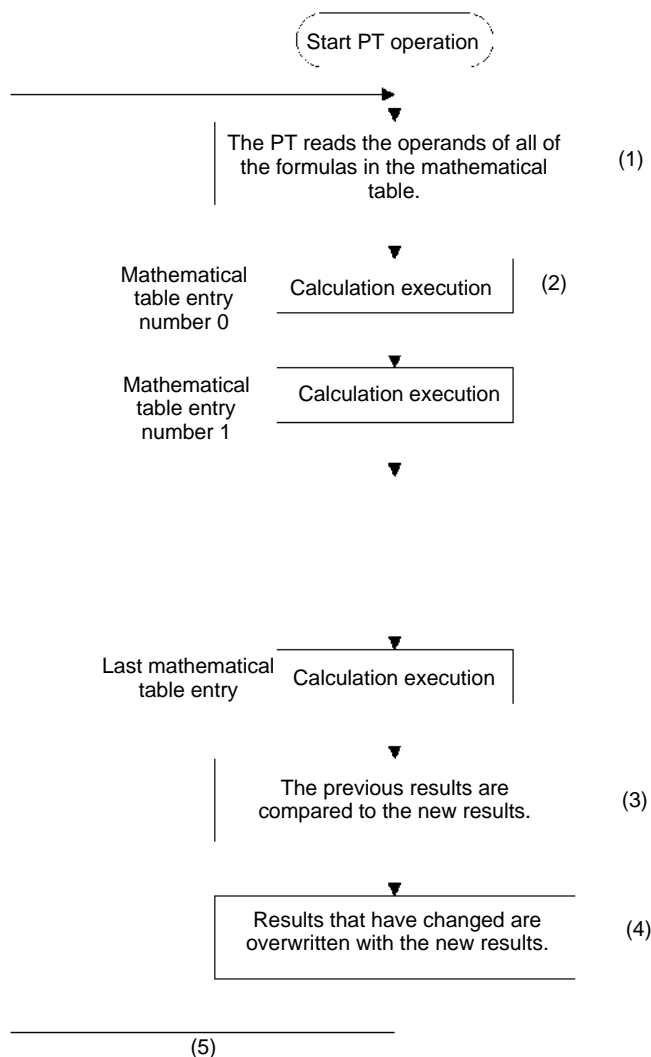 Start PT operation
The PT reads the operands of all of
the formulas in the mathematical
table.
(1)
Mathematical
table entry
number 0
Calculation execution
(2)
Mathematical
table entry
number 1
Calculation execution
Last mathematical
table entry
Calculation execution
The previous results are
compared to the new results.
(3)
Results that have changed are
overwritten with the new results.
(4)
(5)